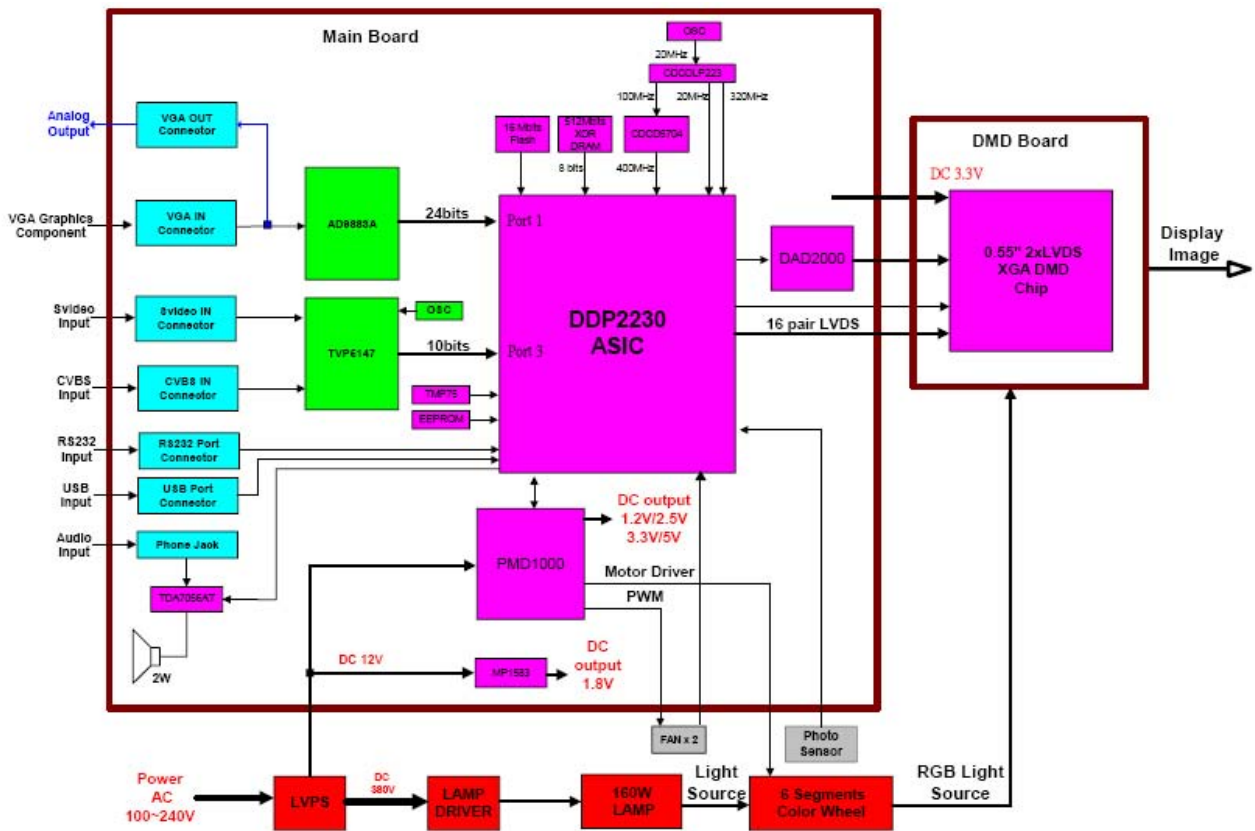 Main Board
OSC
20MHz
CDCDLP223
100MHz
20MHz
320MHz
Analog
Output
VGA OUT
Connector
16 Mbits
Flash
512Mbits
XDR
DRAM
CDCD5704
8 bits
400MHz
DMD Board
DC 3.3V
VGA Graphics
Component
VGA IN
Connector
AD9883A
24bits
Port 1
DAD2000
0.55" 2xLVDS
XGA DMD
Chip
Display
Image
Svideo
Input
Svideo IN
Connector
OSC
DDP2230
ASIC
16 pair LVDS
TVP5147
10bits
Port 3
CVBS
Input
CVBS IN
Connector
TMP75
EEPROM
RS232
Input
RS232 Port
Connector
USB
Input
USB Port
Connector
DC output
1.2V/2.5V
3.3V/5V
Audio
Input
Phone Jack
PMD1000
Motor Driver
PWM
TDA7056AT
2W
DC 12V
MP1583
DC
output
1.8V
FAN x 2
Photo
Sensor
Power
AC
100~240V
LVPS
DC
380V
LAMP
DRIVER
160W
LAMP
Light
Source
6 Segments
Color Wheel
RGB Light
Source